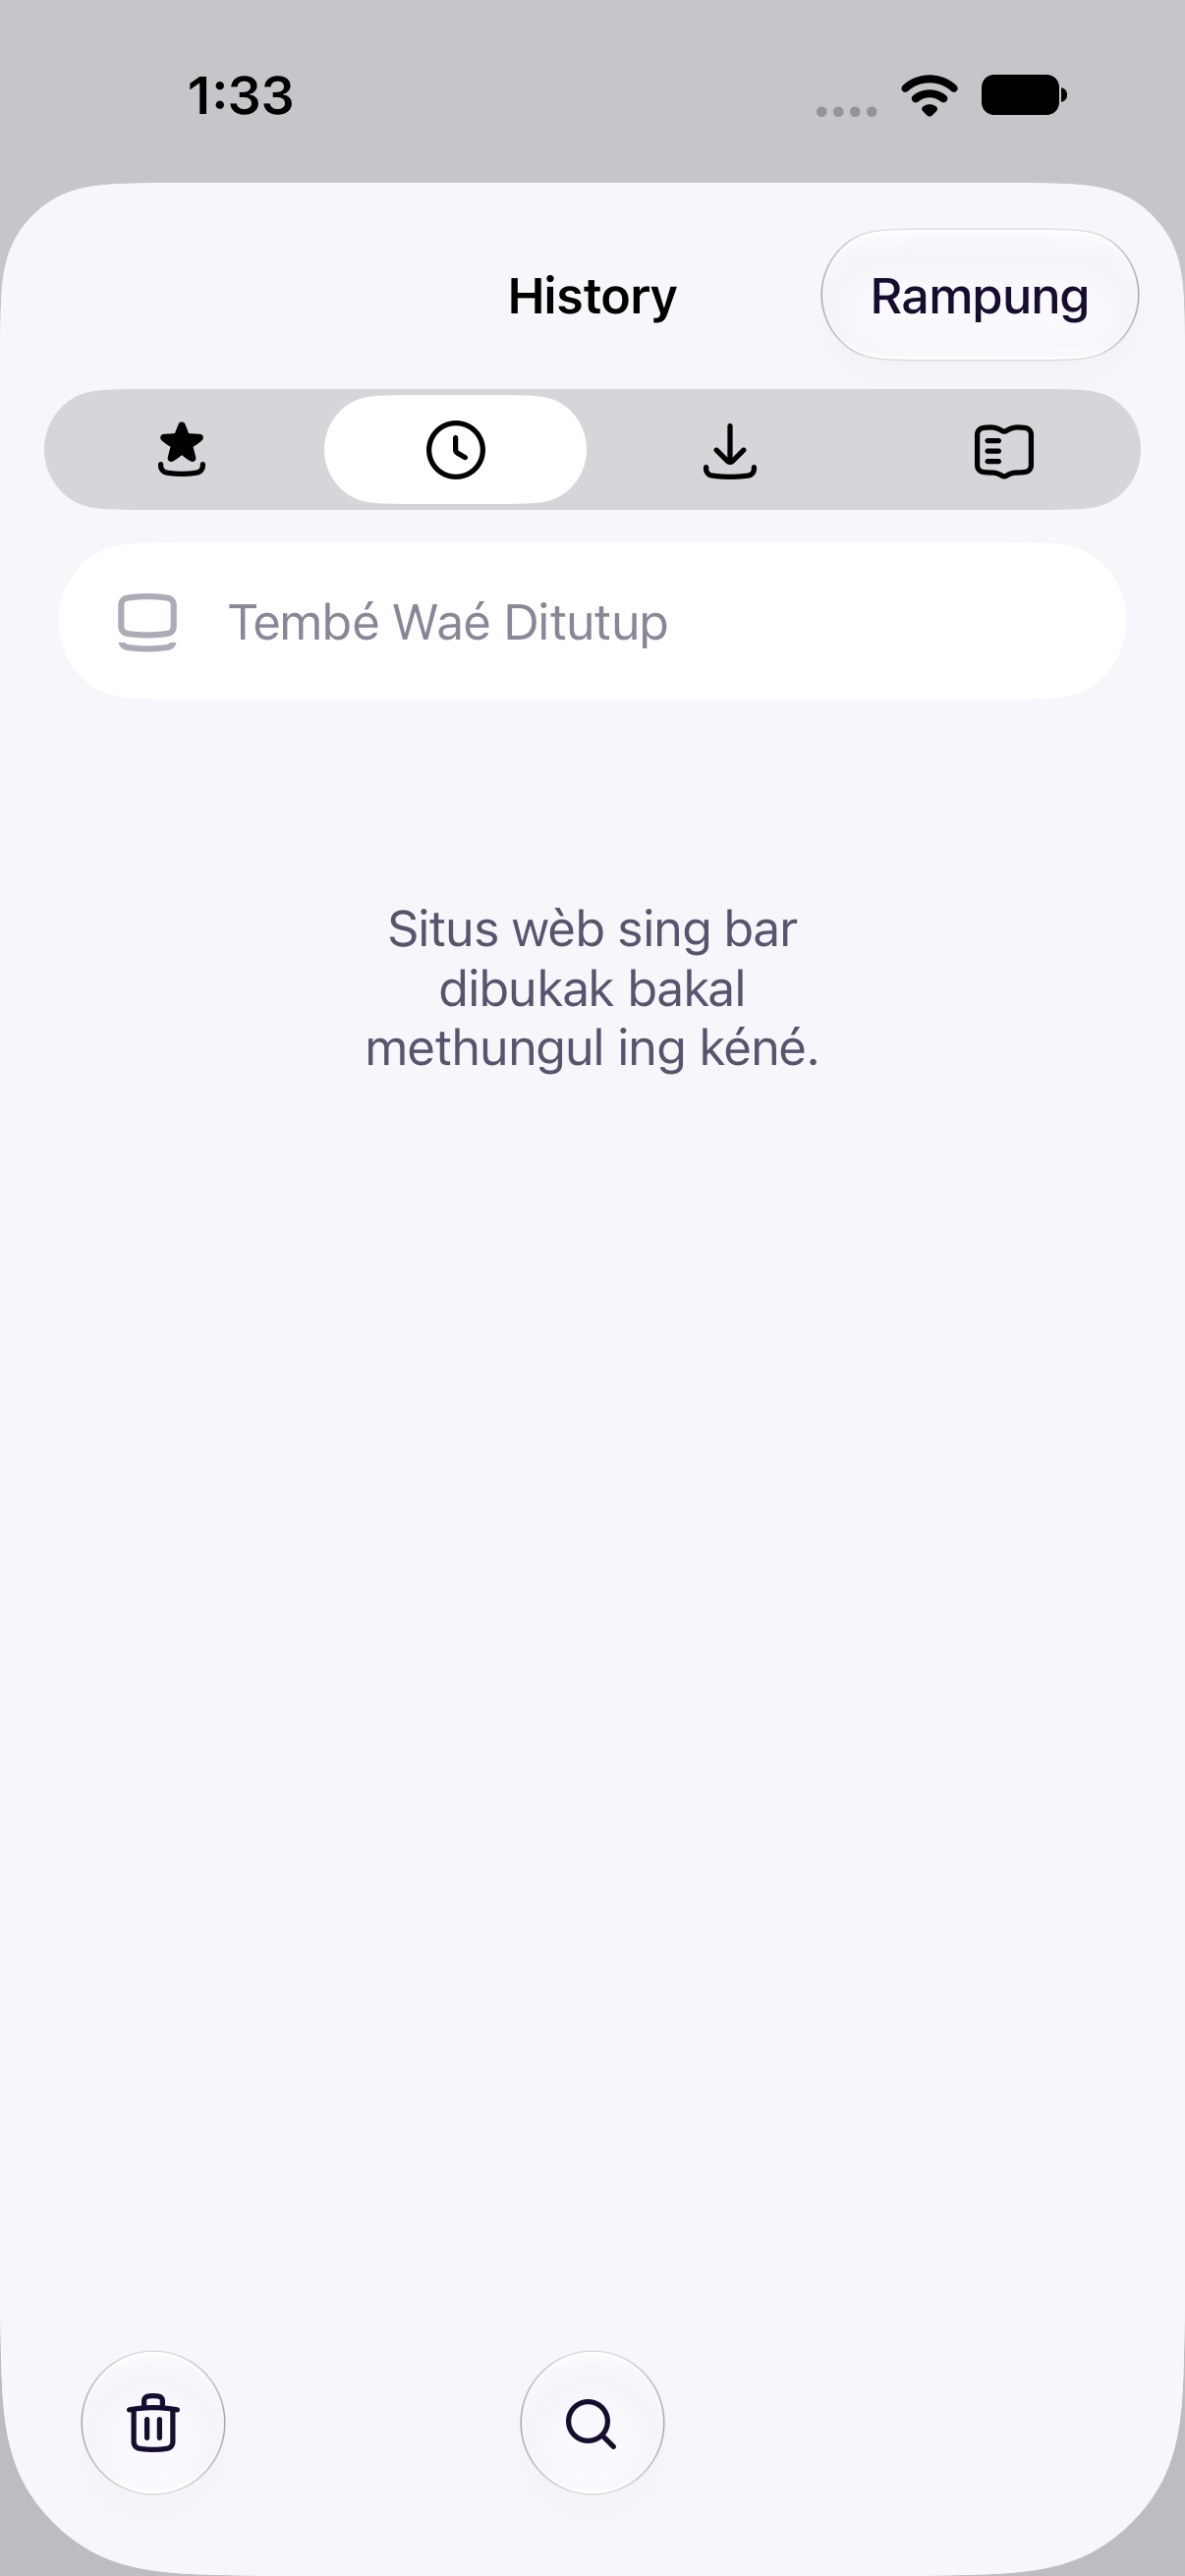 1:33
History
Rampung
Tembé Waé Ditutup
Situs wèb sing bar
dibukak bakal
methungul ing kéné.